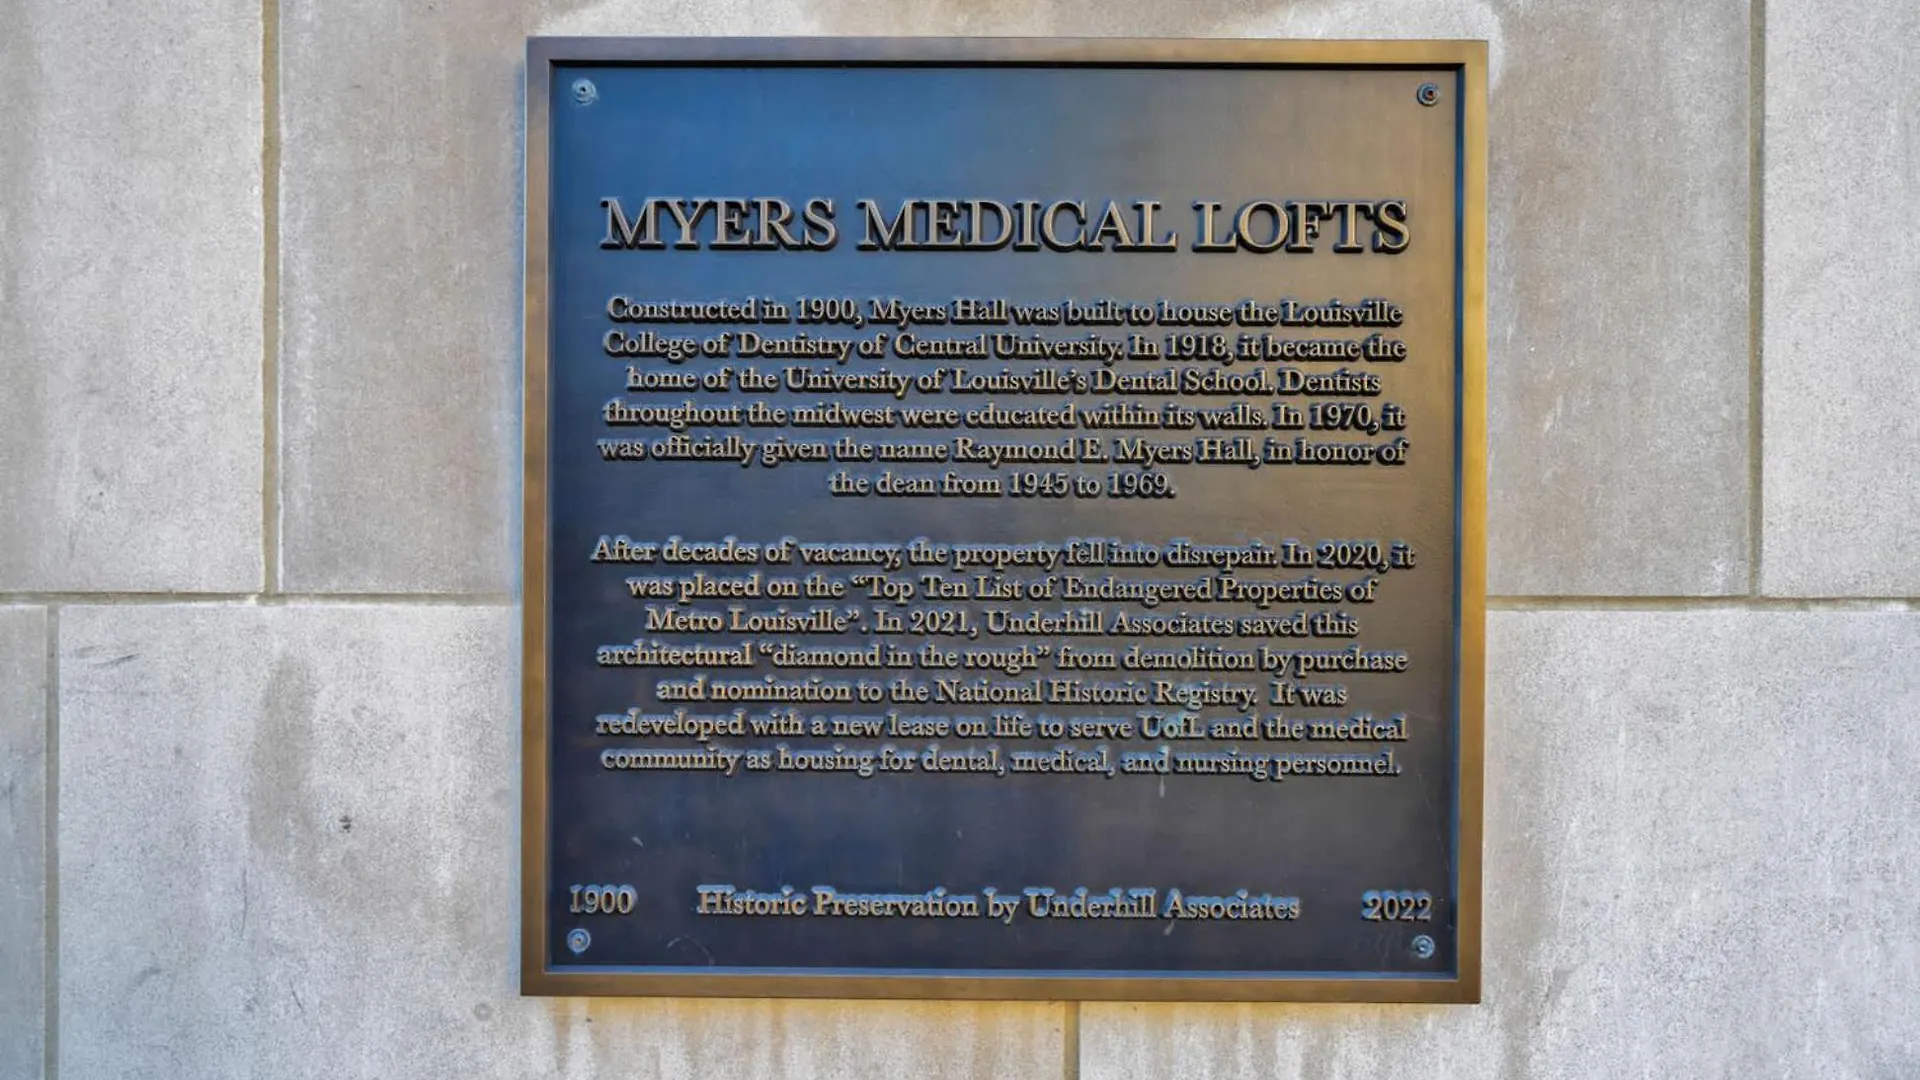 MYERS MEDICAL LOFTS
Constructed in 1900, Myers Hall was built to house the Louisville
College of Dentistry of Central University. In 1918, it became the
home of the University of Louisville's Dental School. Dentists
throughout the midwest were educated within its walls. In 1970, it
was officially given the name Raymond E. Myers Hall, in honor of
the dean from 1945 to 1969.
After decades of vacancy, the property fell into disrepair. In 2020, it
was placed on the “Top Ten List of Endangered Properties of
Metro Louisville”. In 2021, Underhill Associates saved this
architectural “diamond in the rough” from demolition by purchase
and nomination to the National Historic Registry. It was
redeveloped with a new lease on life to serve UofL and the medical
community as housing for dental, medical, and nursing personnel.
1900 Historic Preservation by Underhill Associates 2022